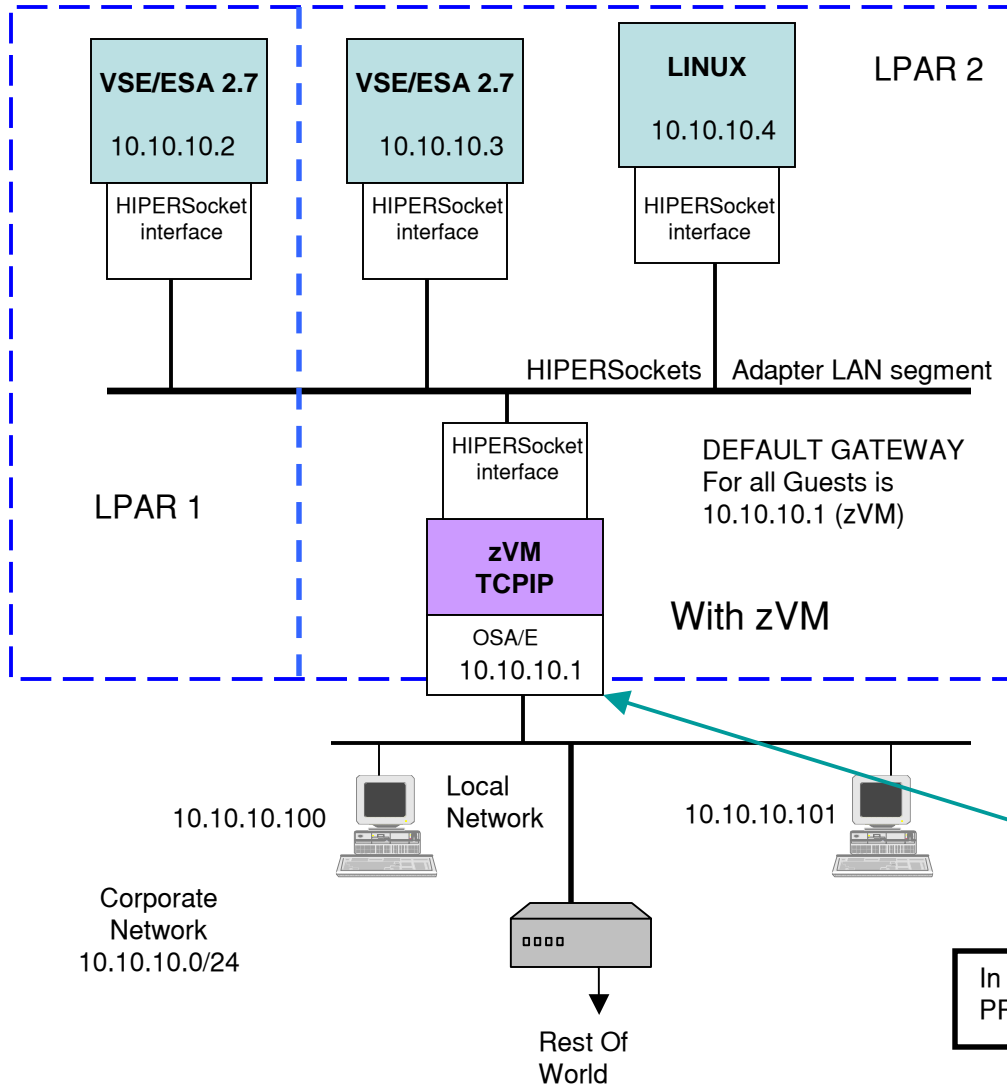 VSE/ESA 2.7
10.10.10.2
HIPERSocket
interface
VSE/ESA 2.7
10.10.10.3
HIPERSocket
interface
LINUX
10.10.10.4
HIPERSocket
interface
LPAR 2
HIPERSockets Adapter LAN segment
HIPERSocket
interface
DEFAULT GATEWAY
For all Guests is
10.10.10.1 (zVM)
LPAR 1
zVM
TCPIP
OSA/E
10.10.10.1
With zVM
10.10.10.100
Local
Network
10.10.10.101
Corporate
Network
10.10.10.0/24
Rest Of
World
In